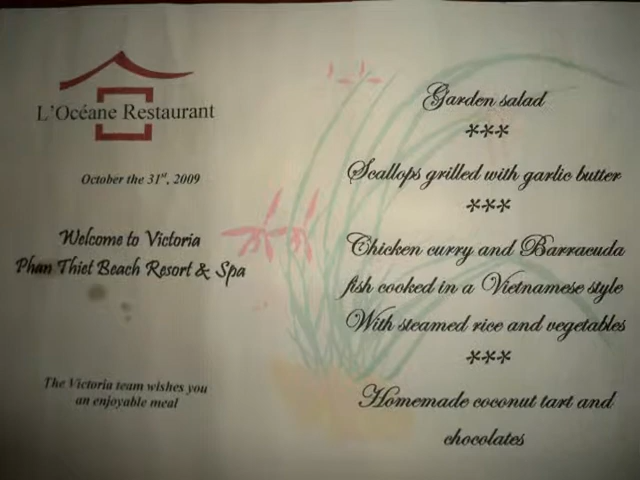 L'Océane Restaurant
October the 31st, 2009
Welcome to Victoria
Phan Thiet Beach Resort & Spa
The Victoria team wishes you
an enjoyable meal
Garden salad
***
Scallops grilled with garlic butter
***
Chicken curry and Barracuda
fish cooked in a Vietnamese style
With steamed rice and vegetables
***
Homemade coconut tart and
chocolates